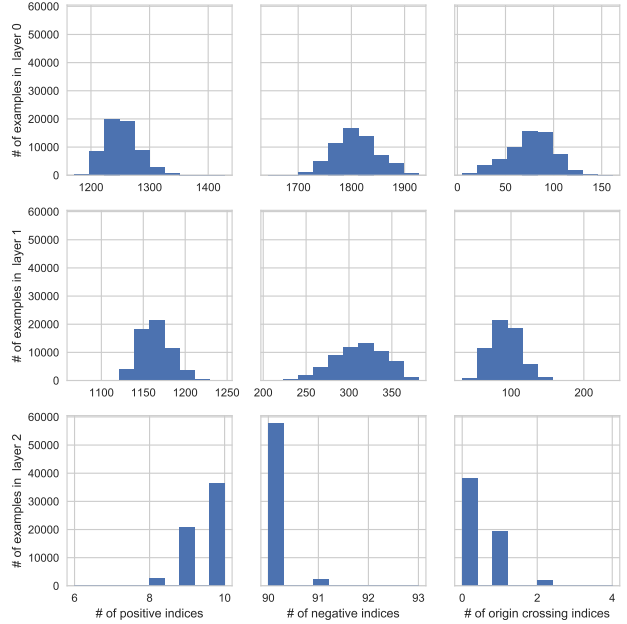 60000
50000
40000
30000
20000
10000
0
# of examples in  layer 0
1200 1300 1400
1700 1800 1900
0 50 100 150
60000
50000
40000
30000
20000
10000
0
# of examples in  layer 1
1100 1150 1200 1250
200 250 300 350
100 200
60000
50000
40000
30000
20000
10000
0
# of examples in  layer 2
6 8 10
90 91 92 93
0 2 4
# of positive indices
# of negative indices
# of origin crossing indices